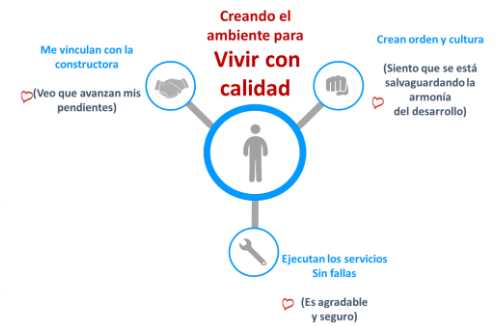 Creando el
ambiente para
Vivir con
calidad
Me vinculan con la
constructora
(Veo que avanzan mis
pendientes)
Crean orden y cultura
(Siento que se está
salvaguardando la
armonía
del desarrollo)
Ejecutan los servicios
Sin fallas
(Es agradable
y seguro)